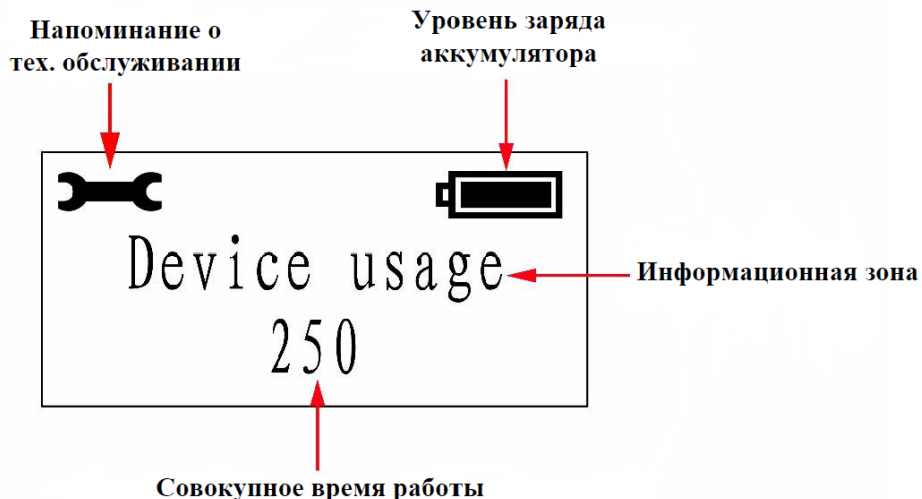 Напоминание о
тех. обслуживании
Уровень заряда
аккумулятора
Device usage
Информационная зона
250
Совокупное время работы